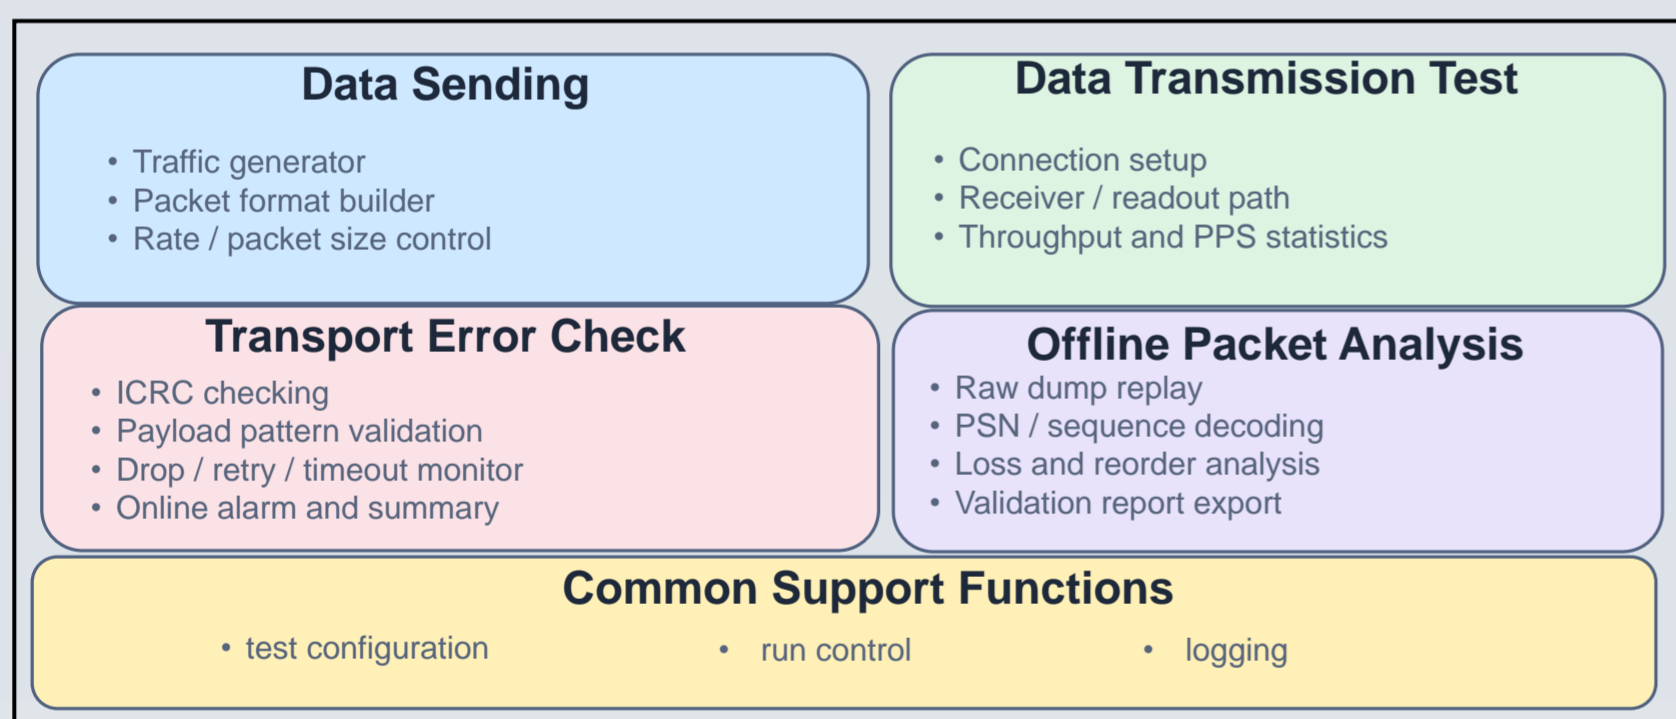 Data Sending
• Traffic generator
• Packet format builder
• Rate / packet size control
Data Transmission Test
• Connection setup
• Receiver / readout path
• Throughput and PPS statistics
Transport Error Check
• ICRC checking
• Payload pattern validation
• Drop / retry / timeout monitor
• Online alarm and summary
Offline Packet Analysis
• Raw dump replay
• PSN / sequence decoding
• Loss and reorder analysis
• Validation report export
Common Support Functions
• test configuration • run control • logging